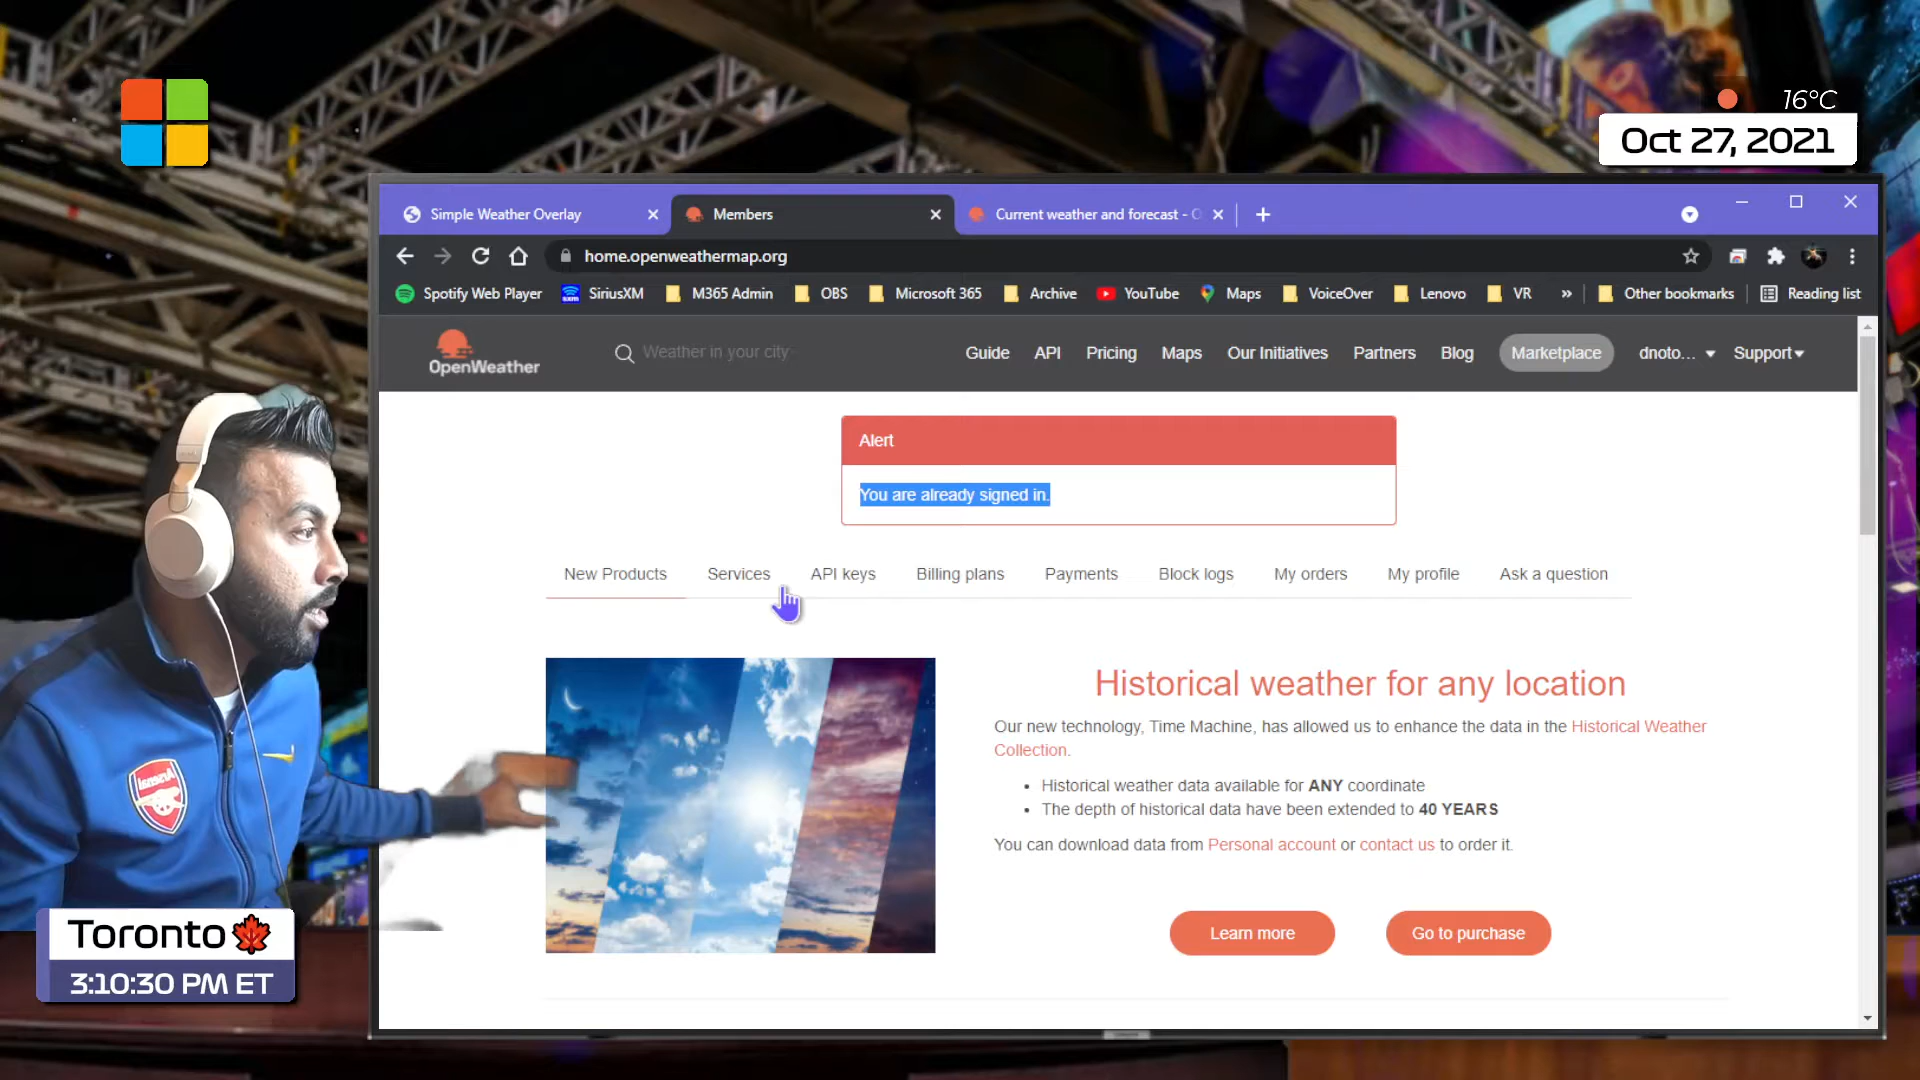 16°C
Oct 27, 2021
Simple Weather Overlay
Members
Current weather and forecast - O
home.openweathermap.org
Spotify Web Player
SiriusXM
M365 Admin
OBS
Microsoft 365
Archive
YouTube
Maps
VoiceOver
Lenovo
VR
»
Other bookmarks
Reading list
OpenWeather
Weather in your city
Guide
API
Pricing
Maps
Our Initiatives
Partners
Blog
Marketplace
dnoto...
Support
Alert
You are already signed in.
New Products
Services
API keys
Billing plans
Payments
Block logs
My orders
My profile
Ask a question
Historical weather for any location
Our new technology, Time Machine, has allowed us to enhance the data in the Historical Weather
Collection.
• Historical weather data available for ANY coordinate
• The depth of historical data have been extended to 40 YEARS
You can download data from Personal account or contact us to order it.
Learn more
Go to purchase
Arsenal
Toronto
3:10:30 PM ET